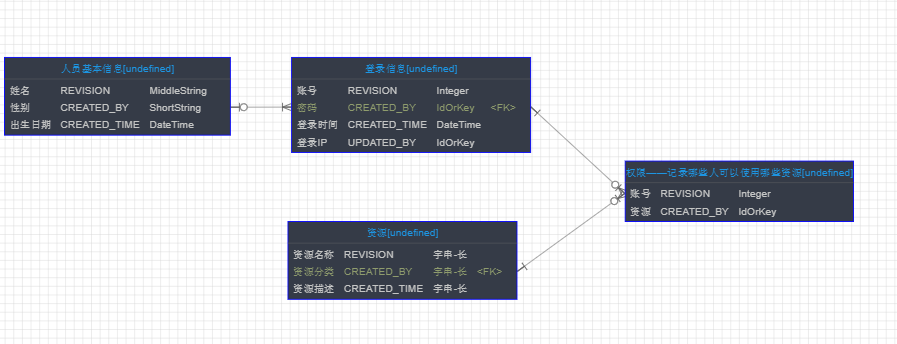 人员基本信息[undefined]
姓名 REVISION MiddleString
性别 CREATED_BY ShortString
出生日期 CREATED_TIME DateTime
登录信息[undefined]
账号 REVISION Integer
密码 CREATED_BY IdOrKey <FK>
登录时间 CREATED_TIME DateTime
登录IP UPDATED_BY IdOrKey
权限——记录哪些人可以使用哪些资源[undefined]
账号 REVISION Integer
资源 CREATED_BY IdOrKey
资源[undefined]
资源名称 REVISION 字串-长
资源分类 CREATED_BY 字串-长 <FK>
资源描述 CREATED_TIME 字串-长